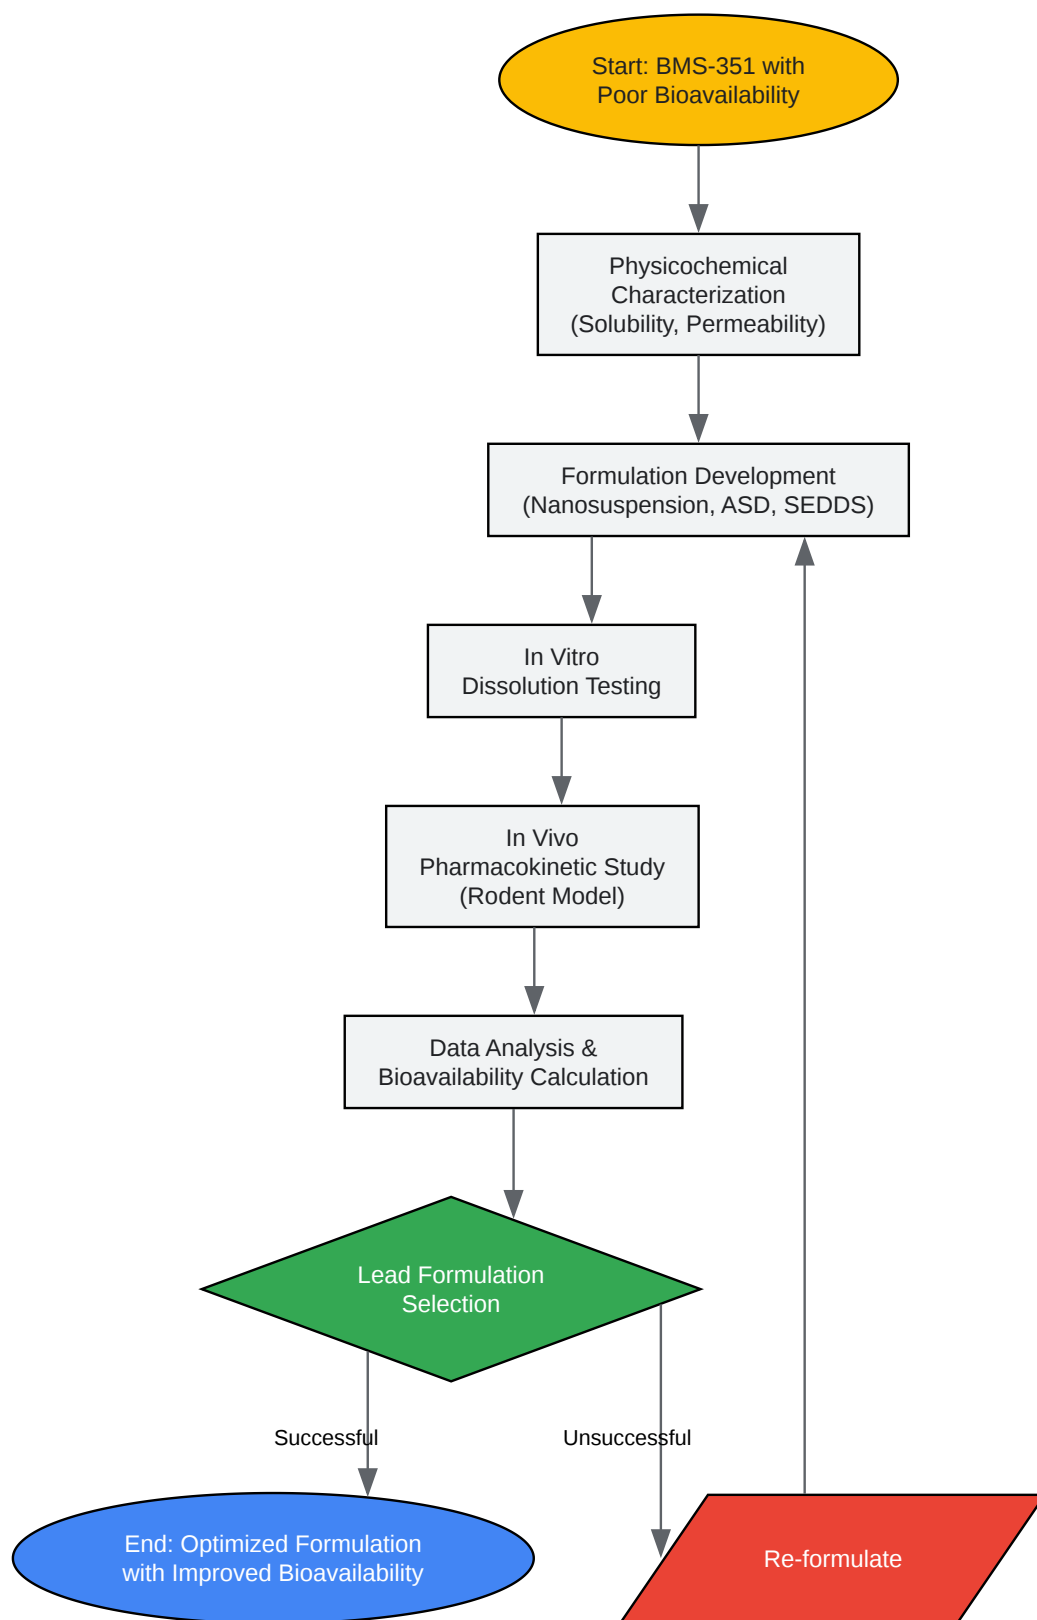 Start: BMS-351 with
Poor Bioavailability
Physicochemical
Characterization
(Solubility, Permeability)
Formulation Development
(Nanosuspension, ASD, SEDDS)
In Vitro
Dissolution Testing
In Vivo
Pharmacokinetic Study
(Rodent Model)
Data Analysis &
Bioavailability Calculation
Lead Formulation
Selection
Successful
Unsuccessful
End: Optimized Formulation
with Improved Bioavailability
Re-formulate